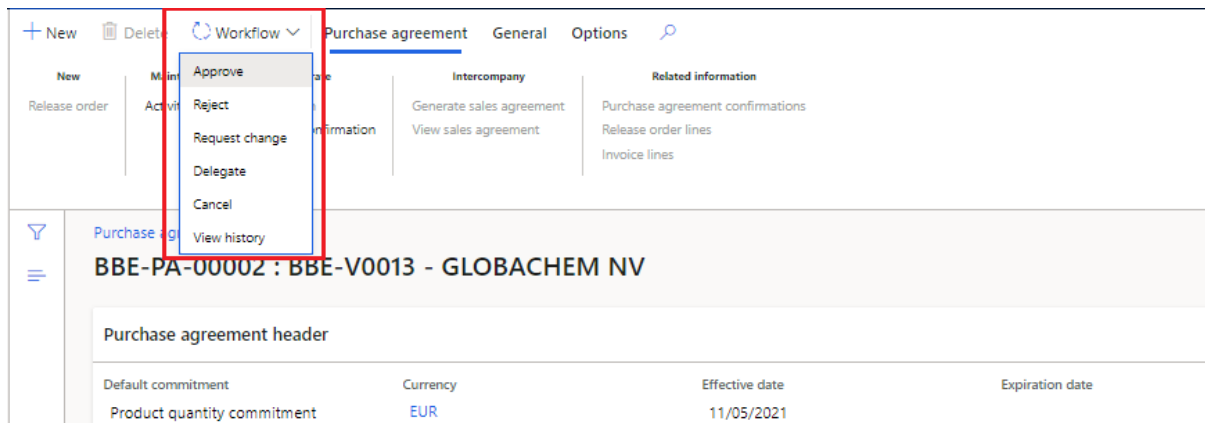 New Delete Workflow Purchase agreement General Options
New Intercompany Related information
Release order Generate sales agreement Purchase agreement confirmations
View sales agreement Release order lines
Invoice lines
Approve
Reject
Request change
Delegate
Cancel
View history
Purchase
BBE-PA-00002 : BBE-V0013 - GLOBACHEM NV
Purchase agreement header
Default commitment Currency Effective date Expiration date
Product quantity commitment EUR 11/05/2021